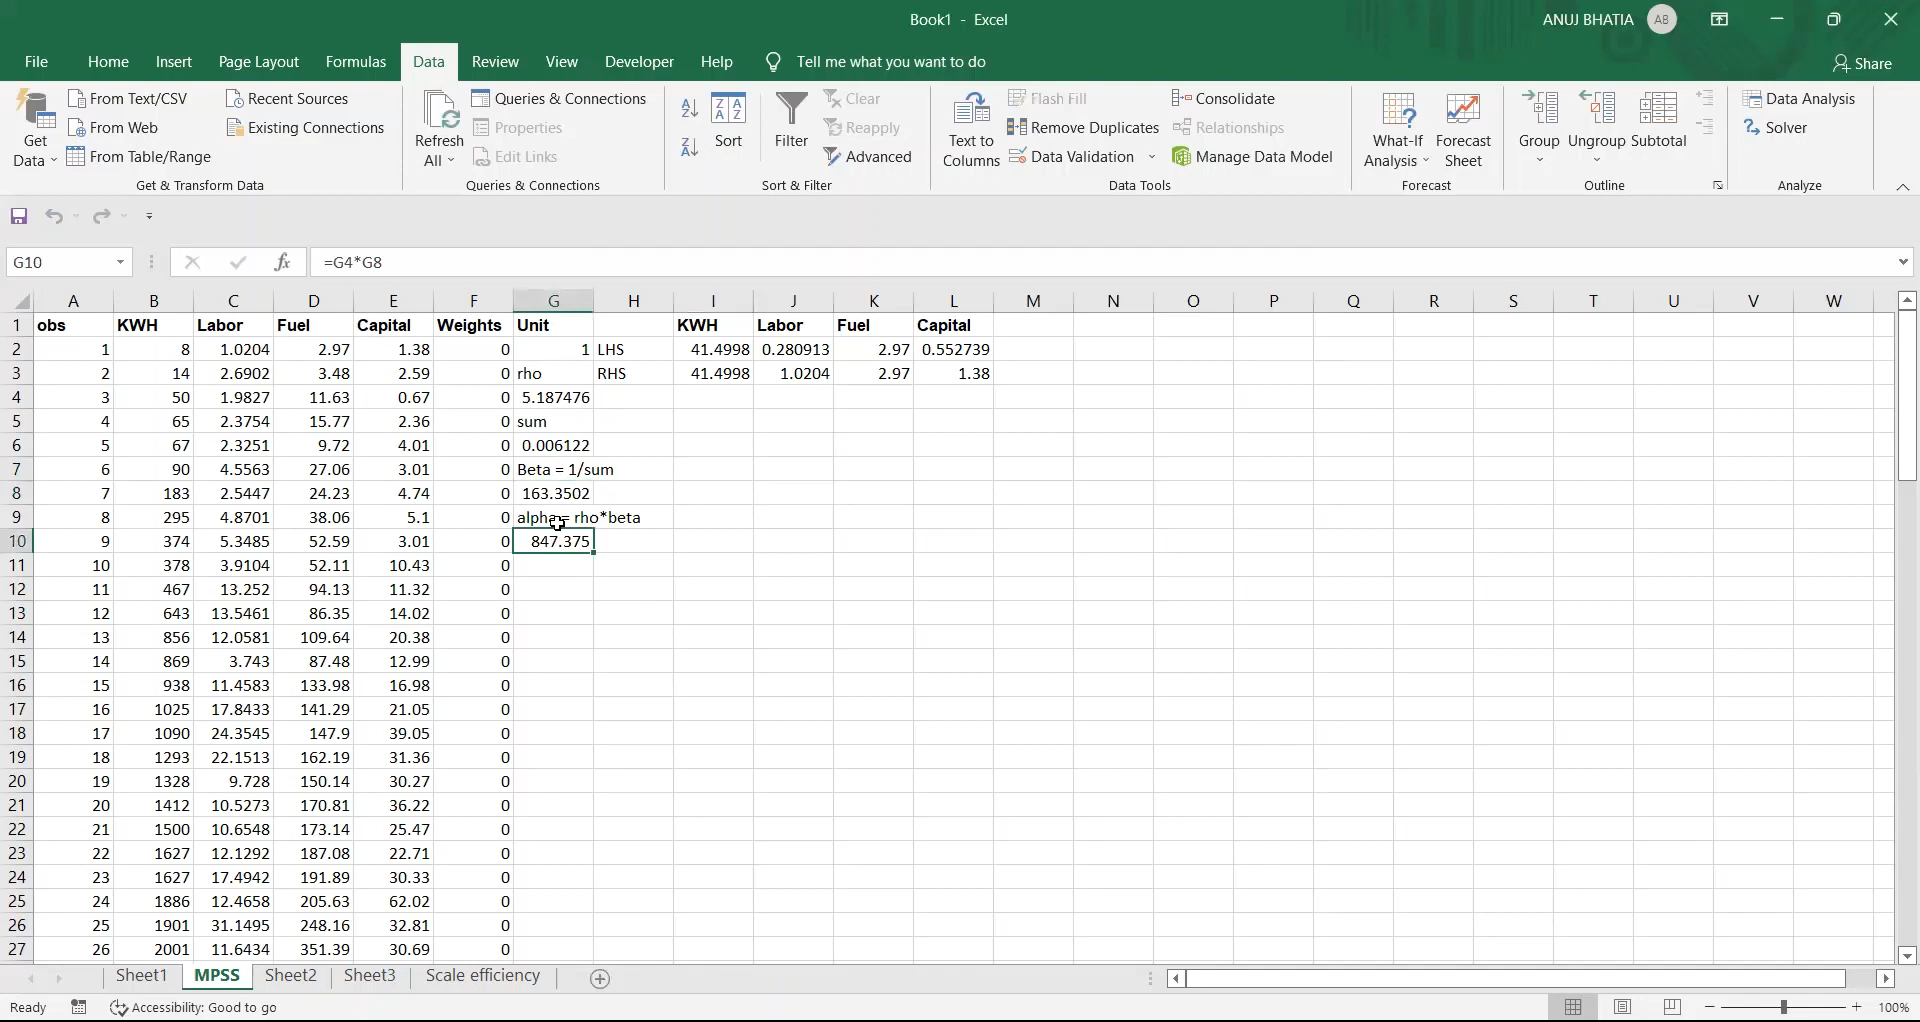 Book1 - Excel
ANUJ BHATIA AB
File Home Insert Page Layout Formulas Data Review View Developer Help Tell me what you want to do Share
Get Data
From Text/CSV
From Web
From Table/Range
Recent Sources
Existing Connections
Get & Transform Data
Refresh All
Queries & Connections
Properties
Edit Links
Queries & Connections
Sort
Filter
Clear
Reapply
Advanced
Sort & Filter
Text to Columns
Flash Fill
Remove Duplicates
Data Validation
Consolidate
Relationships
Manage Data Model
Data Tools
What-If Analysis
Forecast Sheet
Forecast
Group
Ungroup
Subtotal
Outline
Data Analysis
Solver
Analyze
G10 fx =G4*G8
A B C D E F G H I J K L M N O P Q R S T U V W
1 obs KWH Labor Fuel Capital Weights Unit KWH Labor Fuel Capital
2 1 8 1.0204 2.97 1.38 0 1 LHS 41.4998 0.280913 2.97 0.552739
3 2 14 2.6902 3.48 2.59 0 rho RHS 41.4998 1.0204 2.97 1.38
4 3 50 1.9827 11.63 0.67 0 5.187476
5 4 65 2.3754 15.77 2.36 0 sum
6 5 67 2.3251 9.72 4.01 0 0.006122
7 6 90 4.5563 27.06 3.01 0 Beta = 1/sum
8 7 183 2.5447 24.23 4.74 0 163.3502
9 8 295 4.8701 38.06 5.1 0 alpha = rho*beta
10 9 374 5.3485 52.59 3.01 0 847.375
11 10 378 3.9104 52.11 10.43 0
12 11 467 13.252 94.13 11.32 0
13 12 643 13.5461 86.35 14.02 0
14 13 856 12.0581 109.64 20.38 0
15 14 869 3.743 87.48 12.99 0
16 15 938 11.4583 133.98 16.98 0
17 16 1025 17.8433 141.29 21.05 0
18 17 1090 24.3545 147.9 39.05 0
19 18 1293 22.1513 162.19 31.36 0
20 19 1328 9.728 150.14 30.27 0
21 20 1412 10.5273 170.81 36.22 0
22 21 1500 10.6548 173.14 25.47 0
23 22 1627 12.1292 187.08 22.71 0
24 23 1627 17.4942 191.89 30.33 0
25 24 1886 12.4658 205.63 62.02 0
26 25 1901 31.1495 248.16 32.81 0
27 26 2001 11.6434 351.39 30.69 0
Sheet1 MPSS Sheet2 Sheet3 Scale efficiency
Ready Accessibility: Good to go 100%